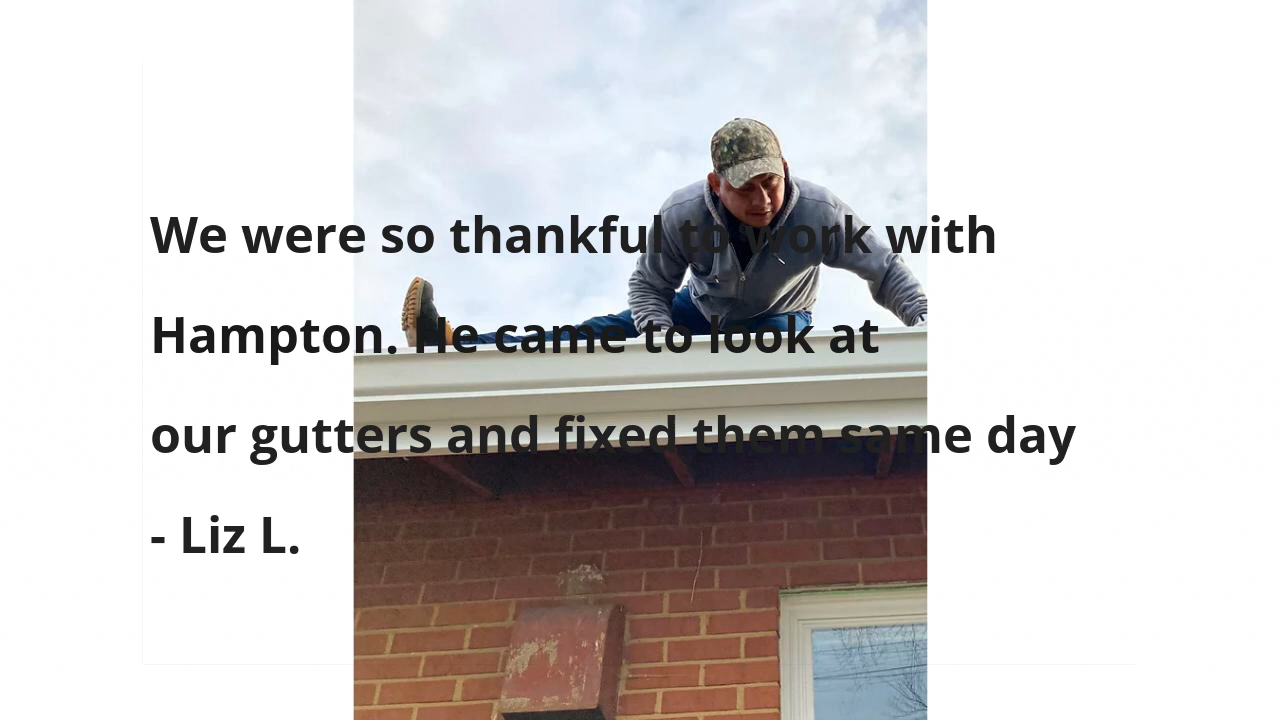 We were so thankful to work with
Hampton. He came to look at
our gutters and fixed them same day
- Liz L.